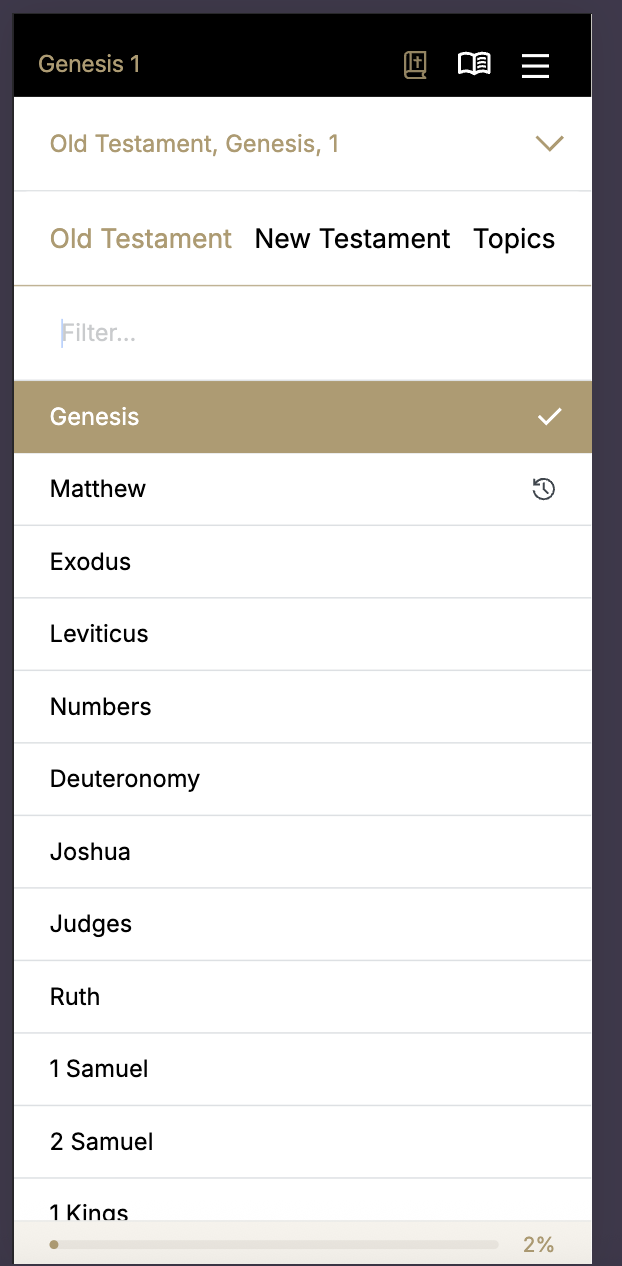 Genesis 1
Old Testament, Genesis, 1
Old Testament New Testament Topics
Filter...
Genesis
Matthew
Exodus
Leviticus
Numbers
Deuteronomy
Joshua
Judges
Ruth
1 Samuel
2 Samuel
1 Kings
2%